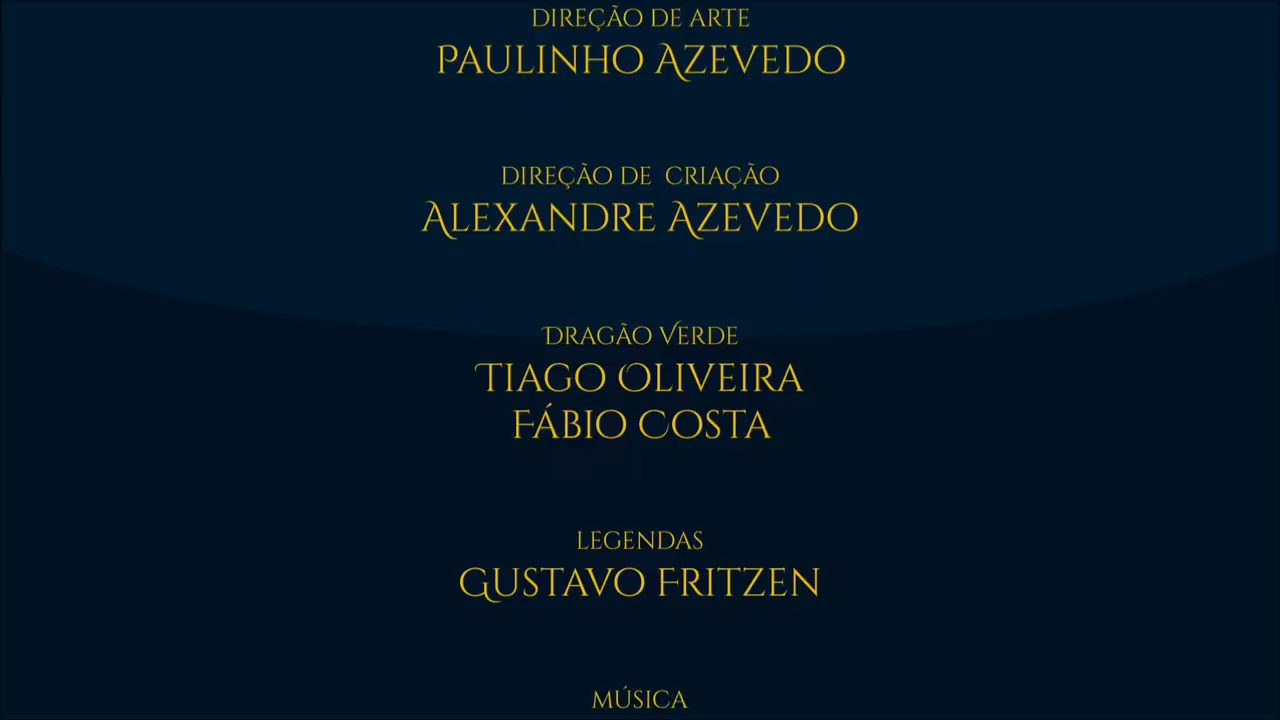 DIREÇÃO DE ARTE
PAULINHO AZEVEDO
DIREÇÃO DE CRIAÇÃO
ALEXANDRE AZEVEDO
DRAGÃO VERDE
TIAGO OLIVEIRA
FÁBIO COSTA
LEGENDAS
GUSTAVO FRITZEN
MÚSICA